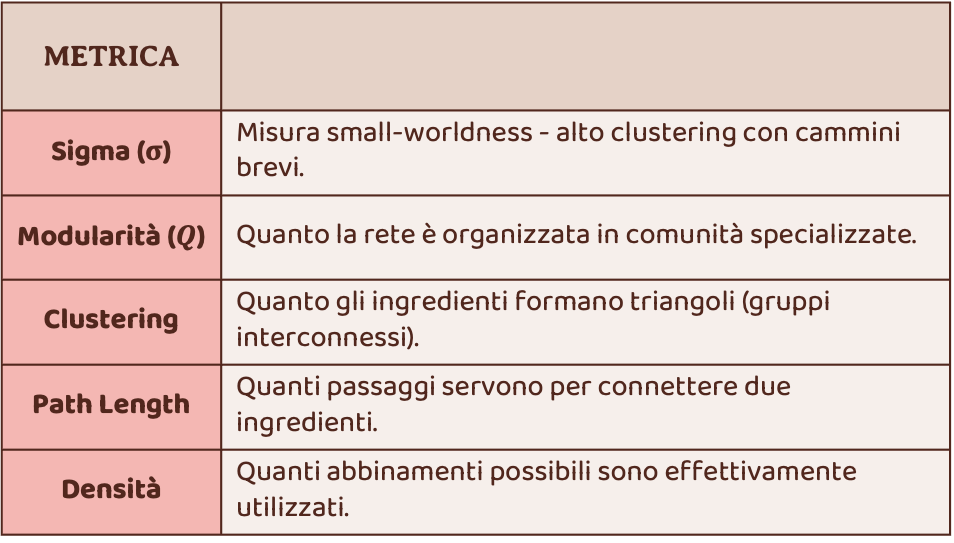 METRICA
Sigma (σ)
Misura small-worldness - alto clustering con cammini
brevi.
Modularità (Q)
Quanto la rete è organizzata in comunità specializzate.
Clustering
Quanto gli ingredienti formano triangoli (gruppi
interconnessi).
Path Length
Quanti passaggi servono per connettere due
ingredienti.
Densità
Quanti abbinamenti possibili sono effettivamente
utilizzati.